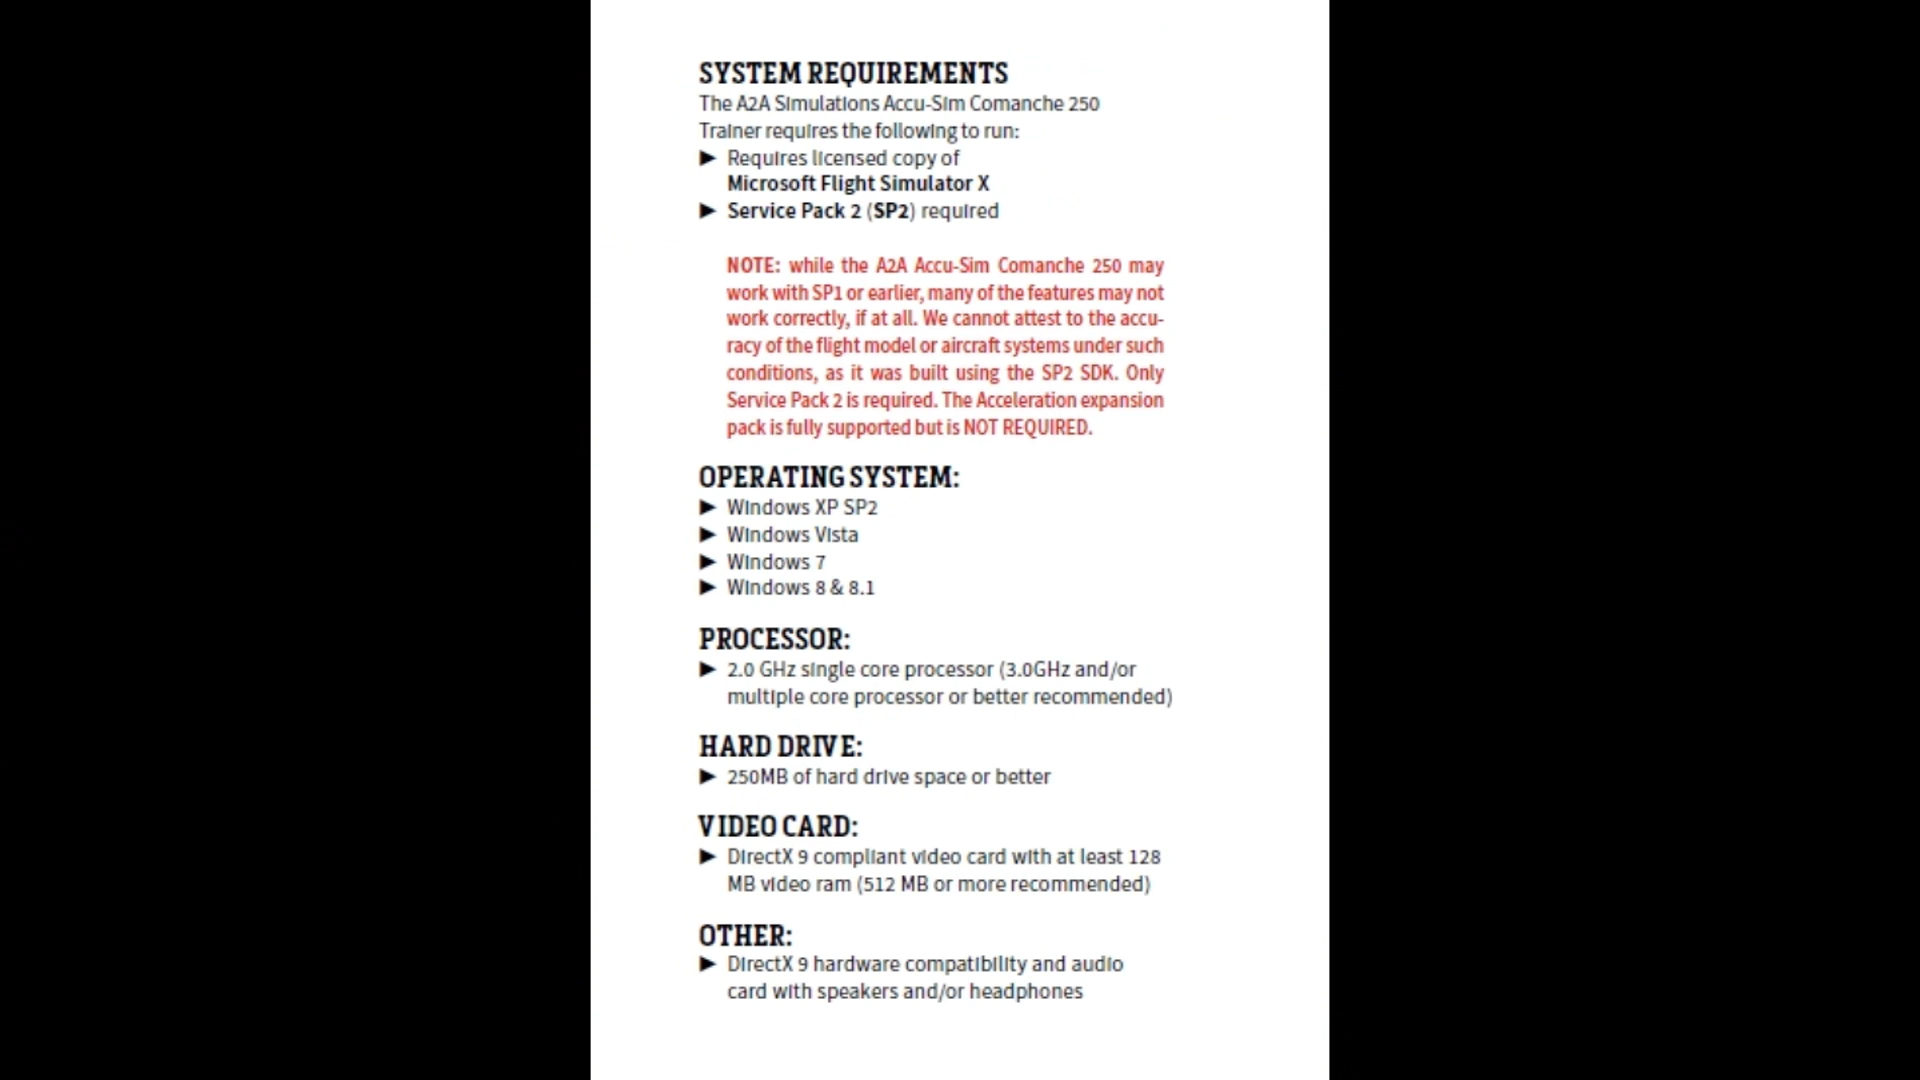 SYSTEM REQUIREMENTS
The A2A Simulations Accu-Sim Comanche 250
Trainer requires the following to run:
► Requires licensed copy of
Microsoft Flight Simulator X
► Service Pack 2 (SP2) required
NOTE: while the A2A Accu-Sim Comanche 250 may
work with SP1 or earlier, many of the features may not
work correctly, if at all. We cannot attest to the accu-
racy of the flight model or aircraft systems under such
conditions, as it was built using the SP2 SDK. Only
Service Pack 2 is required. The Acceleration expansion
pack is fully supported but is NOT REQUIRED.
OPERATING SYSTEM:
► Windows XP SP2
► Windows Vista
► Windows 7
► Windows 8 & 8.1
PROCESSOR:
► 2.0 GHz single core processor (3.0GHz and/or
multiple core processor or better recommended)
HARD DRIVE:
► 250MB of hard drive space or better
VIDEO CARD:
► DirectX 9 compliant video card with at least 128
MB video ram (512 MB or more recommended)
OTHER:
► DirectX 9 hardware compatibility and audio
card with speakers and/or headphones